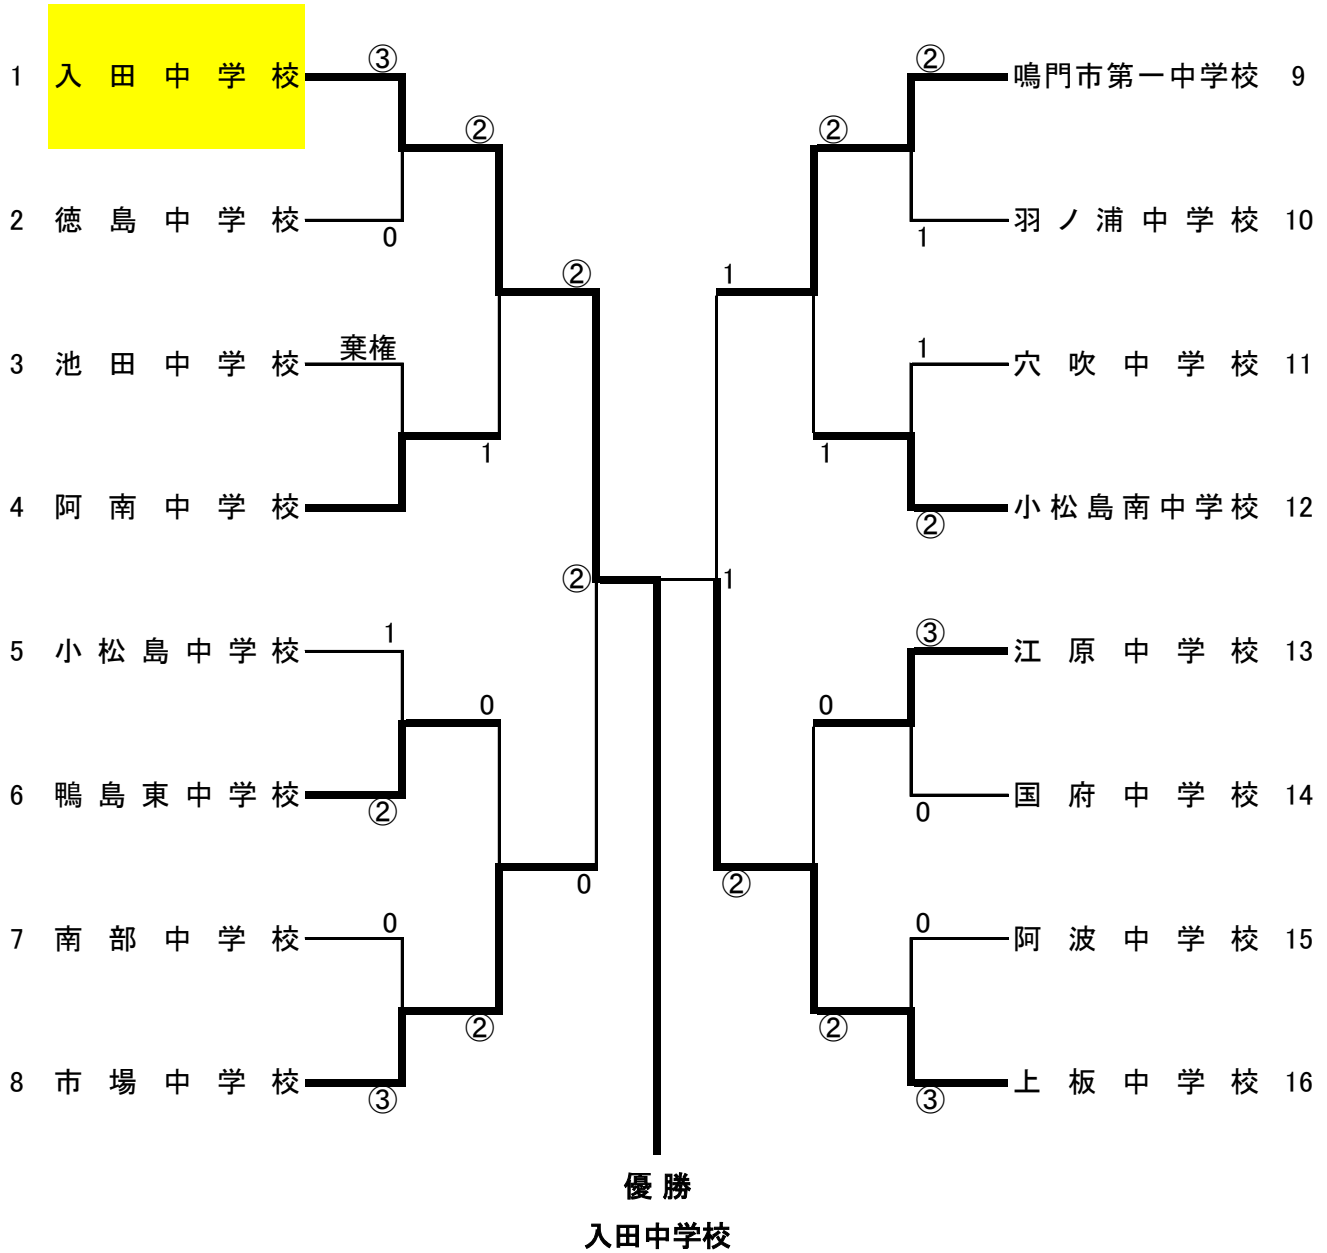 ③
②
1 入田中学校
鳴門市第一中学校 9
②
②
2 徳島中学校
0
羽ノ浦中学校 10
1
②
1
棄権
1
3 池田中学校
穴吹中学校 11
1
1
4 阿南中学校
小松島南中学校 12
②
②
1
1
③
5 小松島中学校
江原中学校 13
0
0
6 鴨島東中学校
②
国府中学校 14
0
0
②
0
0
7 南部中学校
阿波中学校 15
②
②
8 市場中学校
③
上板中学校 16
③
優勝
入田中学校